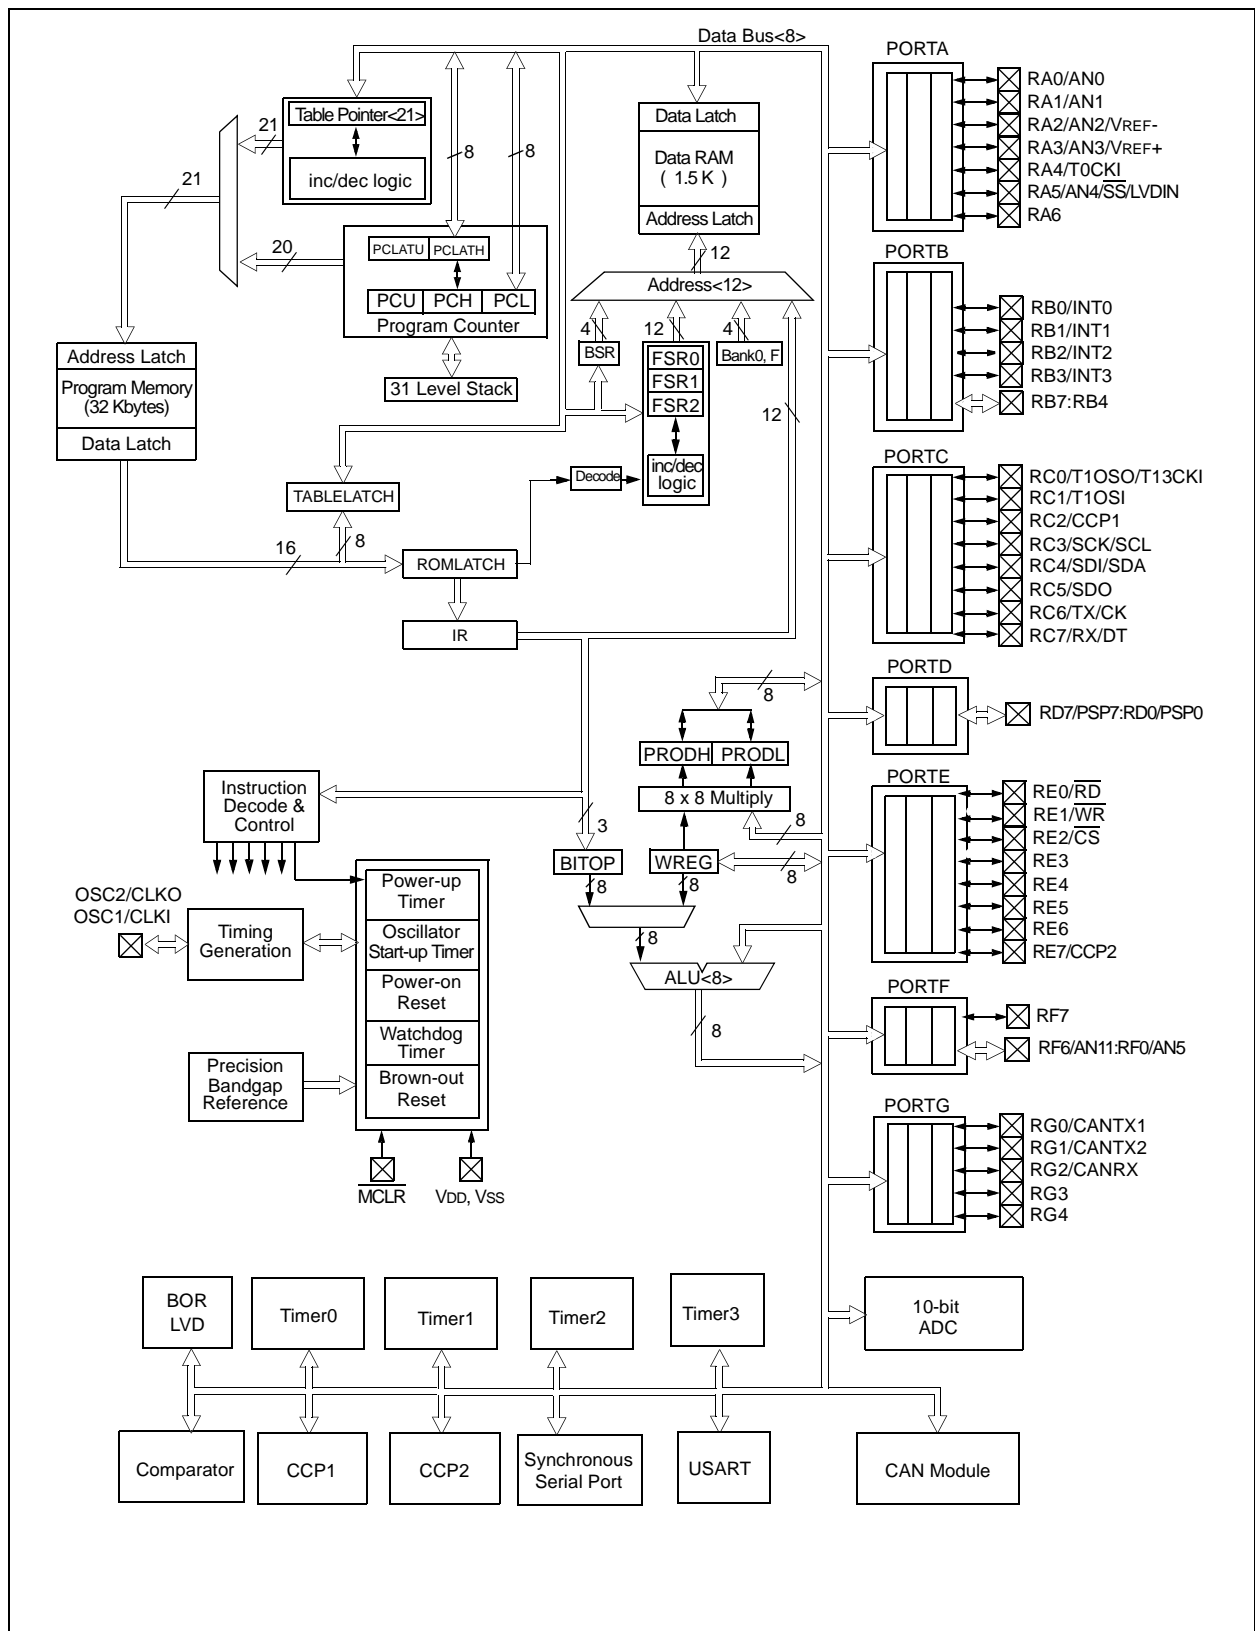 Data Bus<8>
Table Pointer<21>
inc/dec logic
21
21
20
8
8
PCLATU PCLATH
PCU PCH PCL
Program Counter
31 Level Stack
Address Latch
Program Memory
(32 Kbytes)
Data Latch
Data Latch
Data RAM
( 1.5 K )
Address Latch
12
Address<12>
4
12
4
BSR
FSR0
FSR1
FSR2
inc/dec
logic
Bank0, F
12
Decode
TABLELATCH
8
16
ROMLATCH
IR
8
PRODH PRODL
8 x 8 Multiply
8
Instruction
Decode &
Control
3
BITOP
WREG
8
8
8
8
ALU<8>
8
OSC2/CLKO
OSC1/CLKI
Timing
Generation
Power-up
Timer
Oscillator
Start-up Timer
Power-on
Reset
Watchdog
Timer
Brown-out
Reset
Precision
Bandgap
Reference
MCLR
VDD, VSS
PORTA
RA0/AN0
RA1/AN1
RA2/AN2/VREF-
RA3/AN3/VREF+
RA4/T0CKI
RA5/AN4/SS/LVDIN
RA6
PORTB
RB0/INT0
RB1/INT1
RB2/INT2
RB3/INT3
RB7:RB4
PORTC
RC0/T1OSO/T13CKI
RC1/T1OSI
RC2/CCP1
RC3/SCK/SCL
RC4/SDI/SDA
RC5/SDO
RC6/TX/CK
RC7/RX/DT
PORTD
RD7/PSP7:RD0/PSP0
PORTE
RE0/RD
RE1/WR
RE2/CS
RE3
RE4
RE5
RE6
RE7/CCP2
PORTF
RF7
RF6/AN11:RF0/AN5
PORTG
RG0/CANTX1
RG1/CANTX2
RG2/CANRX
RG3
RG4
BOR
LVD
Timer0
Timer1
Timer2
Timer3
10-bit
ADC
Comparator
CCP1
CCP2
Synchronous
Serial Port
USART
CAN Module